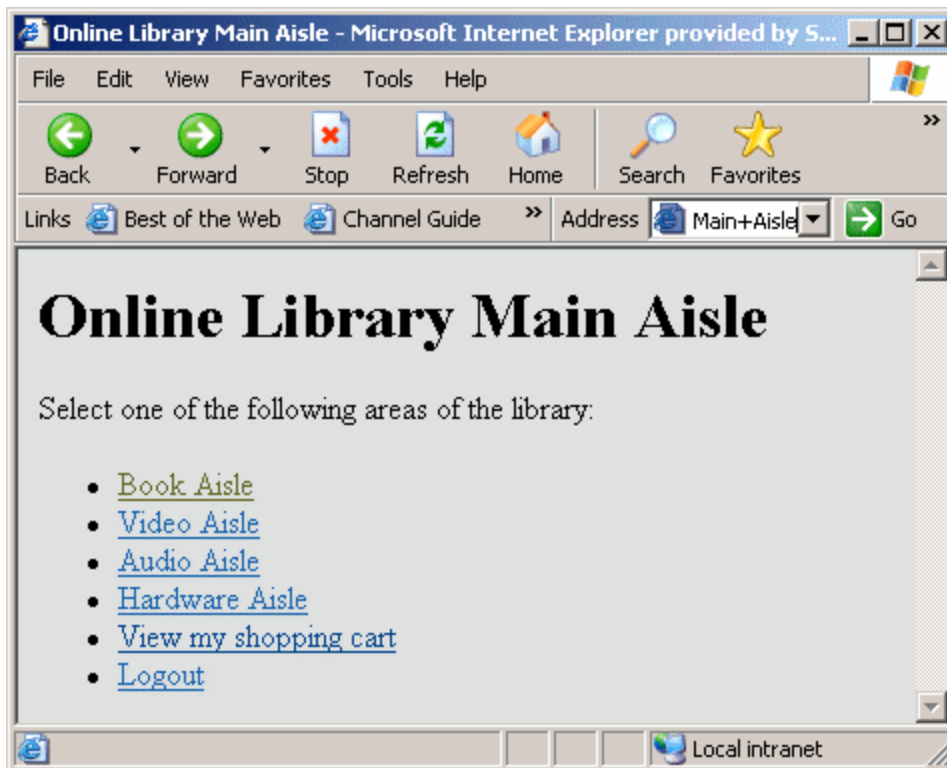 Online Library Main Aisle - Microsoft Internet Explorer provided by S...
File Edit View Favorites Tools Help
Back Forward Stop Refresh Home Search Favorites »
Links Best of the Web Channel Guide » Address Main+Aisle Go
Online Library Main Aisle
Select one of the following areas of the library:
• Book Aisle
• Video Aisle
• Audio Aisle
• Hardware Aisle
• View my shopping cart
• Logout
Local intranet